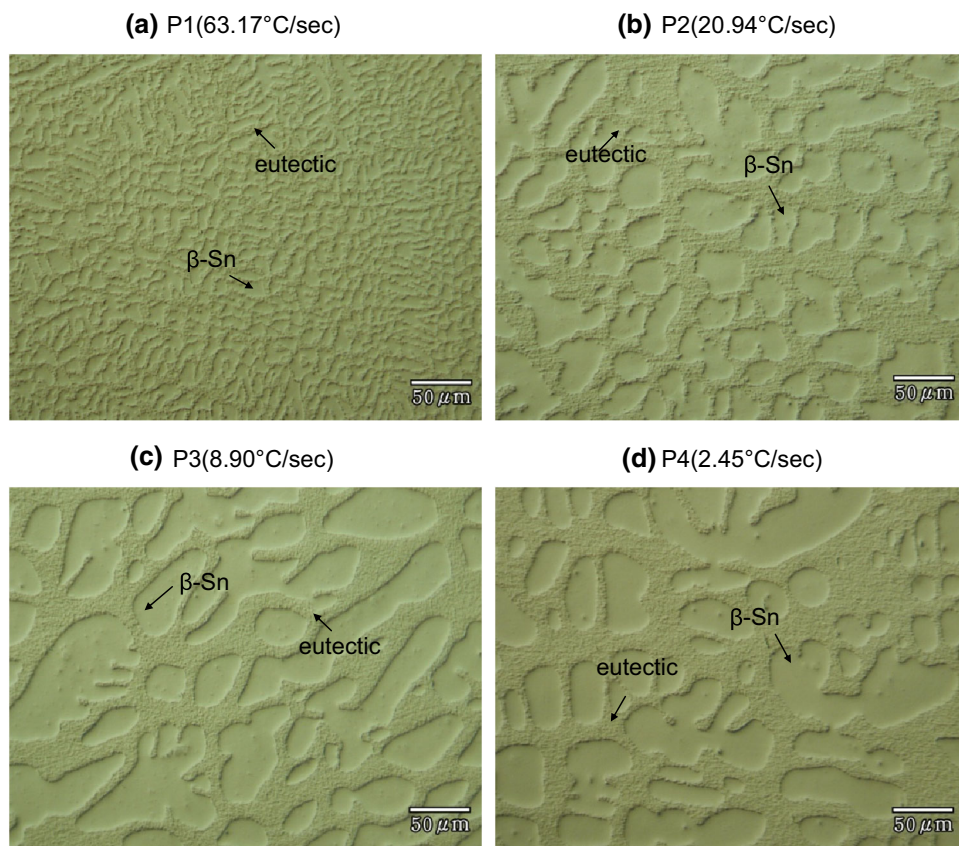 (a) P1(63.17°C/sec)
(b) P2(20.94°C/sec)
eutectic
β-Sn
50 μm
eutectic
β-Sn
50 μm
(c) P3(8.90°C/sec)
(d) P4(2.45°C/sec)
β-Sn
eutectic
50 μm
β-Sn
eutectic
50 μm